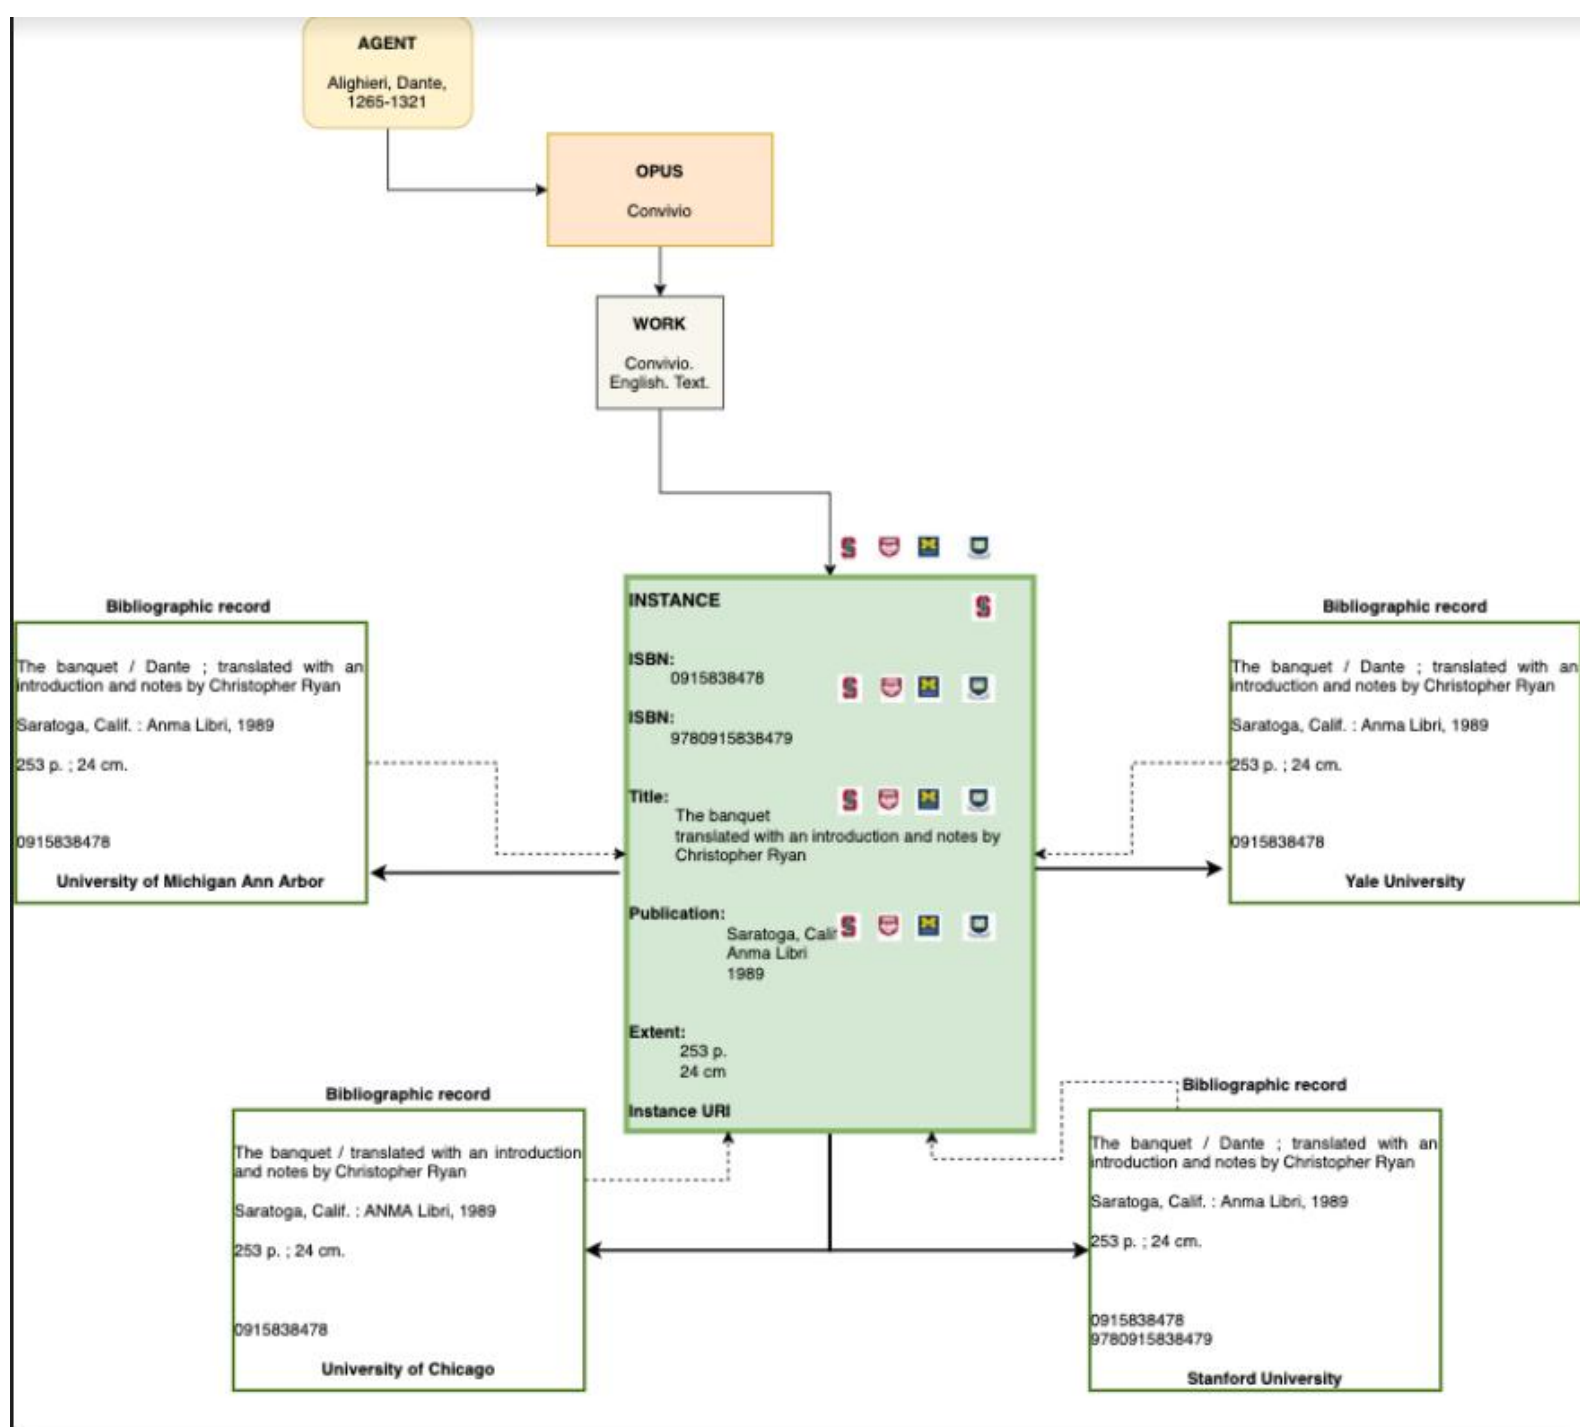 AGENT
Alighieri, Dante,
1265-1321
OPUS
Convivio
WORK
Convivio.
English. Text.
INSTANCE
ISBN:
0915838478
ISBN:
9780915838479
Title:
The banquet
translated with an introduction and notes by
Christopher Ryan
Publication:
Saratoga, Calif
Anma Libri
1989
Extent:
253 p.
24 cm
Instance URI
Bibliographic record
The banquet / Dante ; translated with an
introduction and notes by Christopher Ryan
Saratoga, Calif. : Anma Libri, 1989
253 p. ; 24 cm.
0915838478
University of Michigan Ann Arbor
Bibliographic record
The banquet / Dante ; translated with an
introduction and notes by Christopher Ryan
Saratoga, Calif. : Anma Libri, 1989
253 p. ; 24 cm.
0915838478
Yale University
Bibliographic record
The banquet / translated with an introduction
and notes by Christopher Ryan
Saratoga, Calif. : ANMA Libri, 1989
253 p. ; 24 cm.
0915838478
University of Chicago
Bibliographic record
The banquet / Dante ; translated with an
introduction and notes by Christopher Ryan
Saratoga, Calif. : Anma Libri, 1989
253 p. ; 24 cm.
0915838478
9780915838479
Stanford University